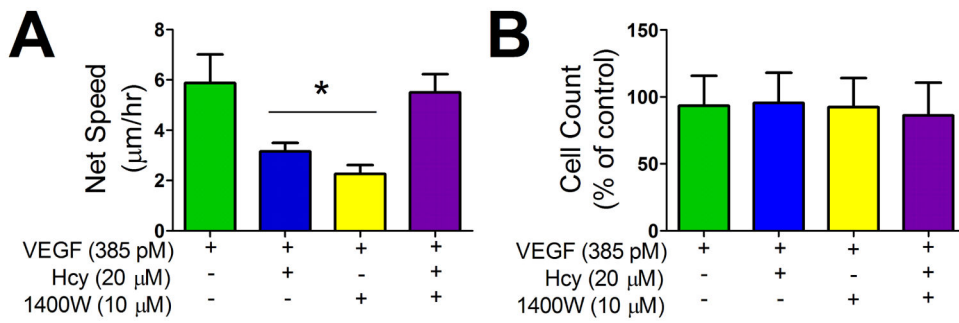 A
Net Speed
(μm/hr)
8
6
4
2
0
*
VEGF (385 pM) + + + +
Hcy (20 μM) - + - +
1400W (10 μM) - - + +
B
Cell Count
(% of control)
150
100
50
0
VEGF (385 pM) + + + +
Hcy (20 μM) - + - +
1400W (10 μM) - - + +